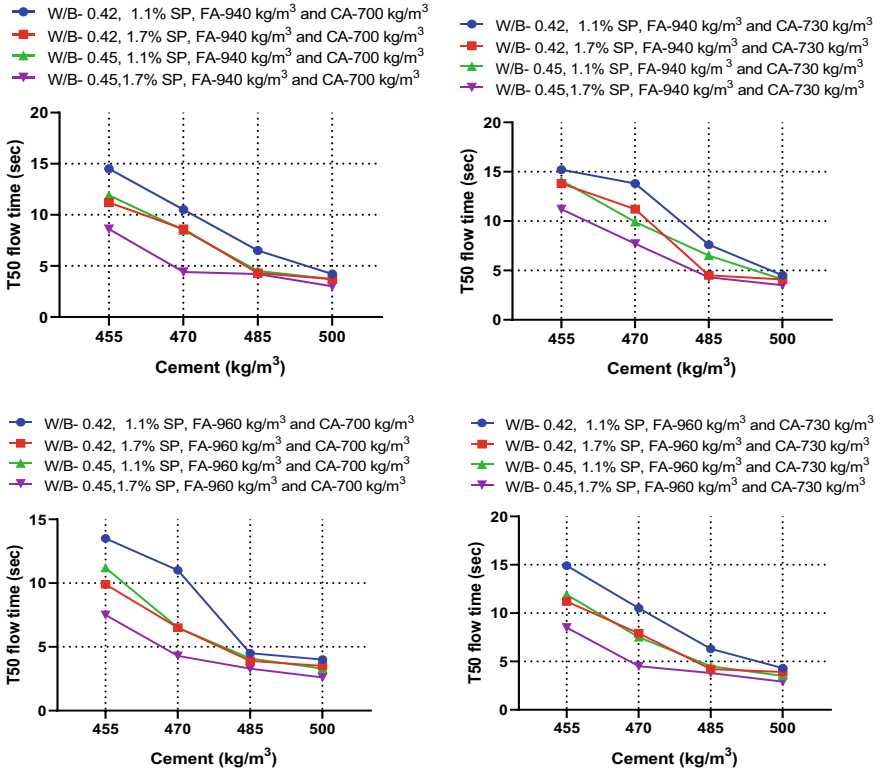 W/B- 0.42, 1.1% SP, FA-940 kg/m³ and CA-700 kg/m³
W/B- 0.42, 1.7% SP, FA-940 kg/m³ and CA-700 kg/m³
W/B- 0.45, 1.1% SP, FA-940 kg/m³ and CA-700 kg/m³
W/B- 0.45,1.7% SP, FA-940 kg/m³ and CA-700 kg/m³
20
15
10
5
0
T50 flow time (sec)
455 470 485 500
Cement (kg/m³)
W/B- 0.42, 1.1% SP, FA-940 kg/m³ and CA-730 kg/m³
W/B- 0.42, 1.7% SP, FA-940 kg/m³ and CA-730 kg/m³
W/B- 0.45, 1.1% SP, FA-940 kg/m³ and CA-730 kg/m³
W/B- 0.45,1.7% SP, FA-940 kg/m³ and CA-730 kg/m³
20
15
10
5
0
T50 flow time (sec)
455 470 485 500
Cement (kg/m³)
W/B- 0.42, 1.1% SP, FA-960 kg/m³ and CA-700 kg/m³
W/B- 0.42, 1.7% SP, FA-960 kg/m³ and CA-700 kg/m³
W/B- 0.45, 1.1% SP, FA-960 kg/m³ and CA-700 kg/m³
W/B- 0.45,1.7% SP, FA-960 kg/m³ and CA-700 kg/m³
15
10
5
0
T50 flow time (sec)
455 470 485 500
Cement (kg/m³)
W/B- 0.42, 1.1% SP, FA-960 kg/m³ and CA-730 kg/m³
W/B- 0.42, 1.7% SP, FA-960 kg/m³ and CA-730 kg/m³
W/B- 0.45, 1.1% SP, FA-960 kg/m³ and CA-730 kg/m³
W/B- 0.45,1.7% SP, FA-960 kg/m³ and CA-730 kg/m³
20
15
10
5
0
T50 flow time (sec)
455 470 485 500
Cement (kg/m³)